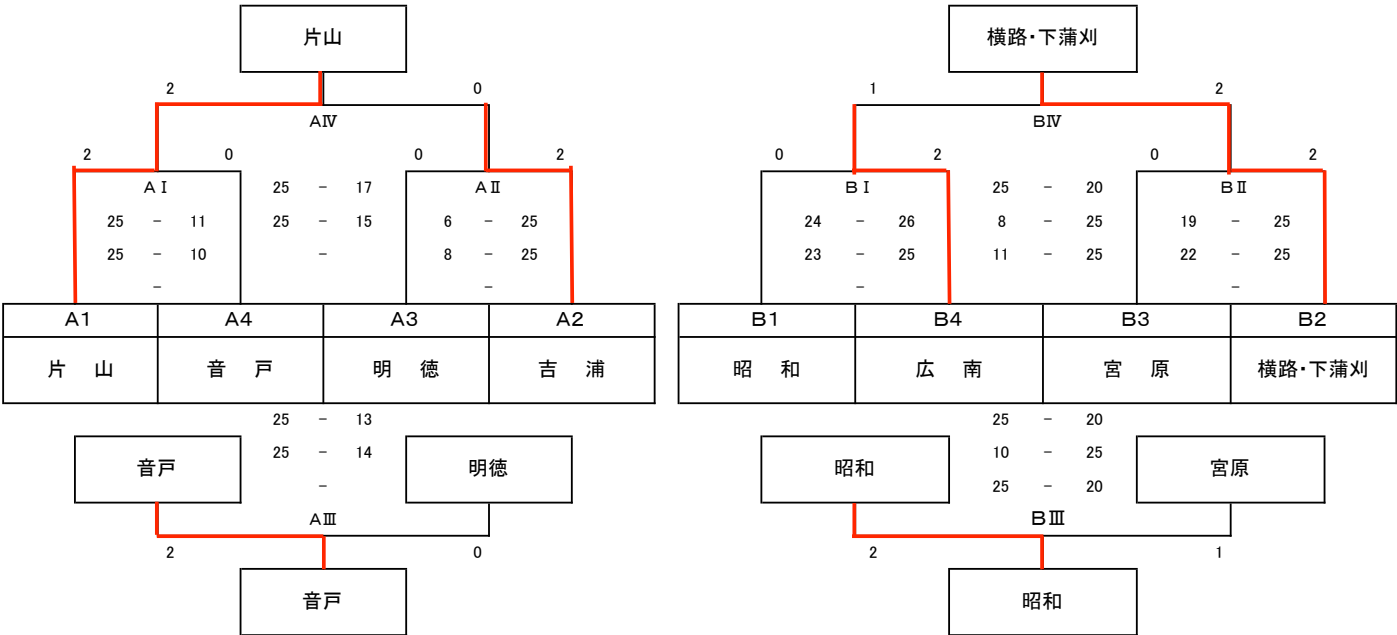 片山
横路・下蒲刈
2 0
1 2
AⅣ
BⅣ
2 0 0 2
0 2 0 2
AⅠ 25 - 17 AⅡ
BⅠ 25 - 20 BⅡ
25 - 11 25 - 15 6 - 25
24 - 26 8 - 25 19 - 25
25 - 10 - 8 - 25
23 - 25 11 - 25 22 - 25
- -
- -
A1 A4 A3 A2
B1 B4 B3 B2
片 山 音 戸 明 徳 吉 浦
昭 和 広 南 宮 原 横路・下蒲刈
25 - 13
25 - 20
25 - 14
10 - 25
音戸 明徳
昭和 宮原
-
25 - 20
AⅢ
BⅢ
2 0
2 1
音戸
昭和